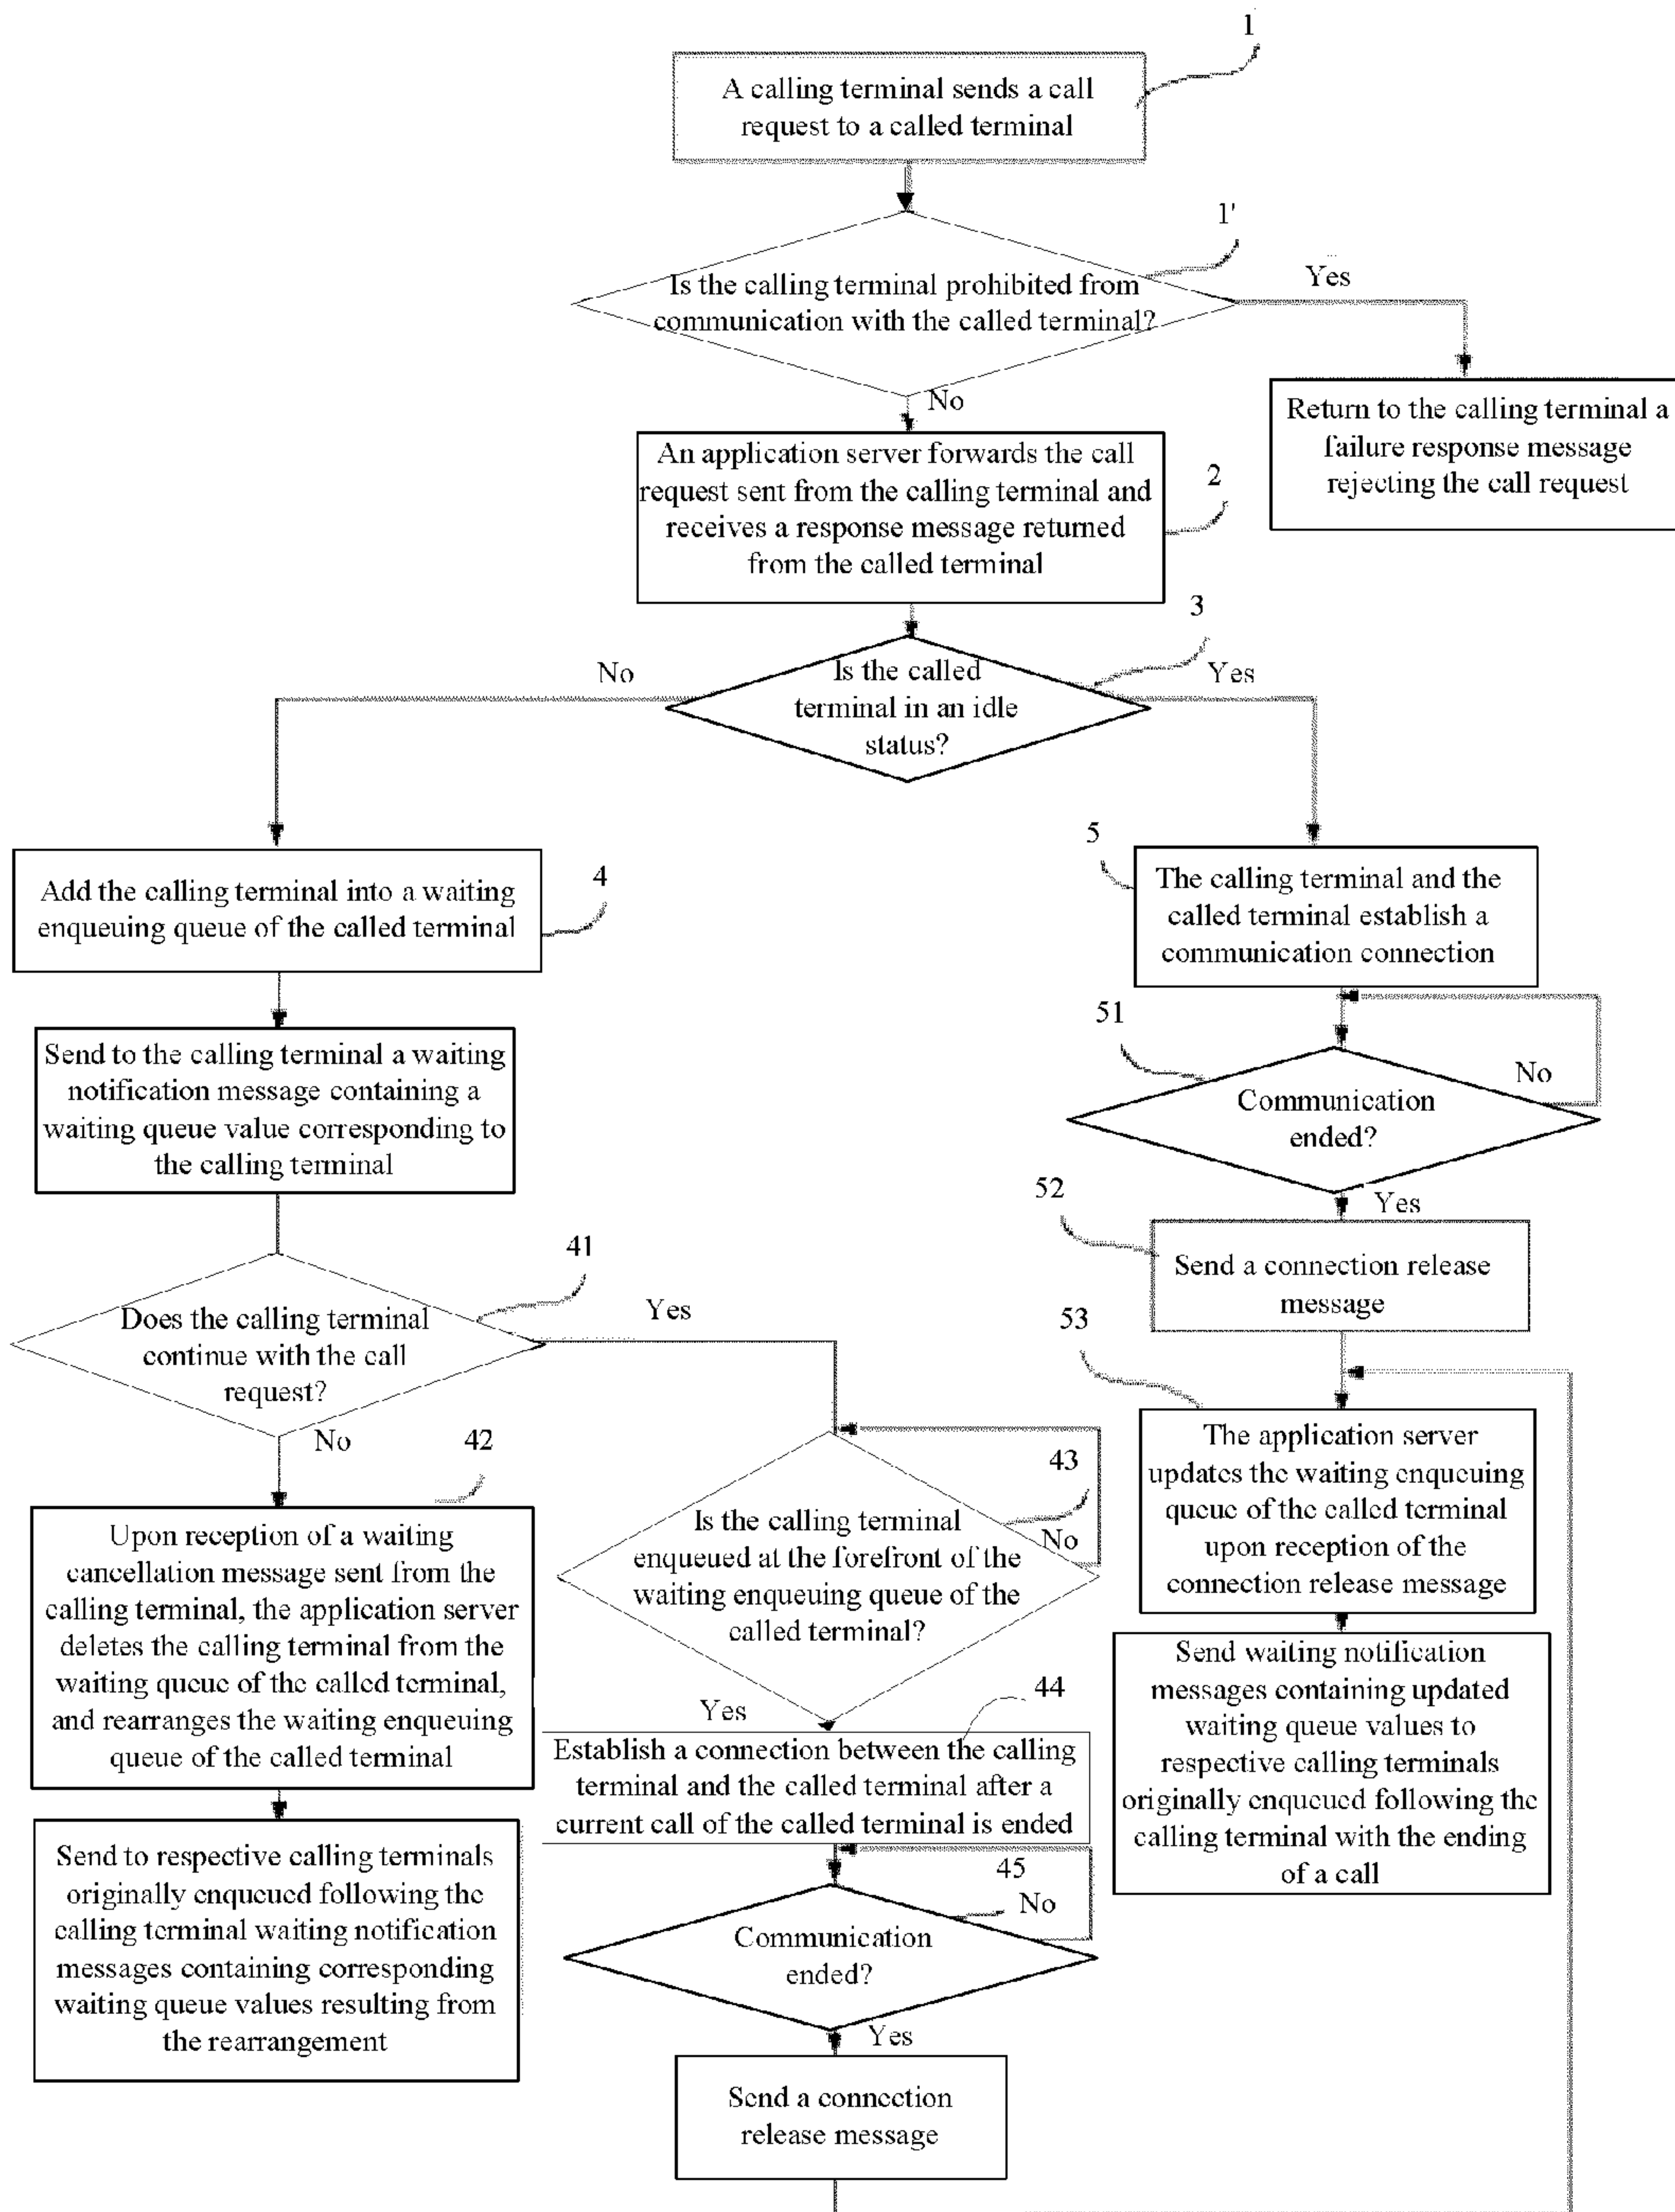 1
A calling terminal sends a call
request to a called terminal
1'
Is the calling terminal prohibited from
communication with the called terminal?
Yes
No
Return to the calling terminal a
failure response message
rejecting the call request
An application server forwards the call
request sent from the calling terminal and
receives a response message returned
from the called terminal
2
3
Is the called
terminal in an idle
status?
No
Yes
4
Add the calling terminal into a waiting
enqueuing queue of the called terminal
5
The calling terminal and the
called terminal establish a
communication connection
Send to the calling terminal a waiting
notification message containing a
waiting queue value corresponding to
the calling terminal
51
Communication
ended?
No
Yes
52
Send a connection release
message
41
Does the calling terminal
continue with the call
request?
Yes
No
53
The application server
updates the waiting enqueuing
queue of the called terminal
upon reception of the
connection release message
42
Upon reception of a waiting
cancellation message sent from the
calling terminal, the application server
deletes the calling terminal from the
waiting queue of the called terminal,
and rearranges the waiting enqueuing
queue of the called terminal
43
Is the calling terminal
enqueued at the forefront of the
waiting enqueuing queue of the
called terminal?
No
Yes
Send waiting notification
messages containing updated
waiting queue values to
respective calling terminals
originally enqueued following the
calling terminal with the ending
of a call
44
Establish a connection between the calling
terminal and the called terminal after a
current call of the called terminal is ended
Send to respective calling terminals
originally enqueued following the
calling terminal waiting notification
messages containing corresponding
waiting queue values resulting from
the rearrangement
45
No
Communication
ended?
Yes
Send a connection
release message